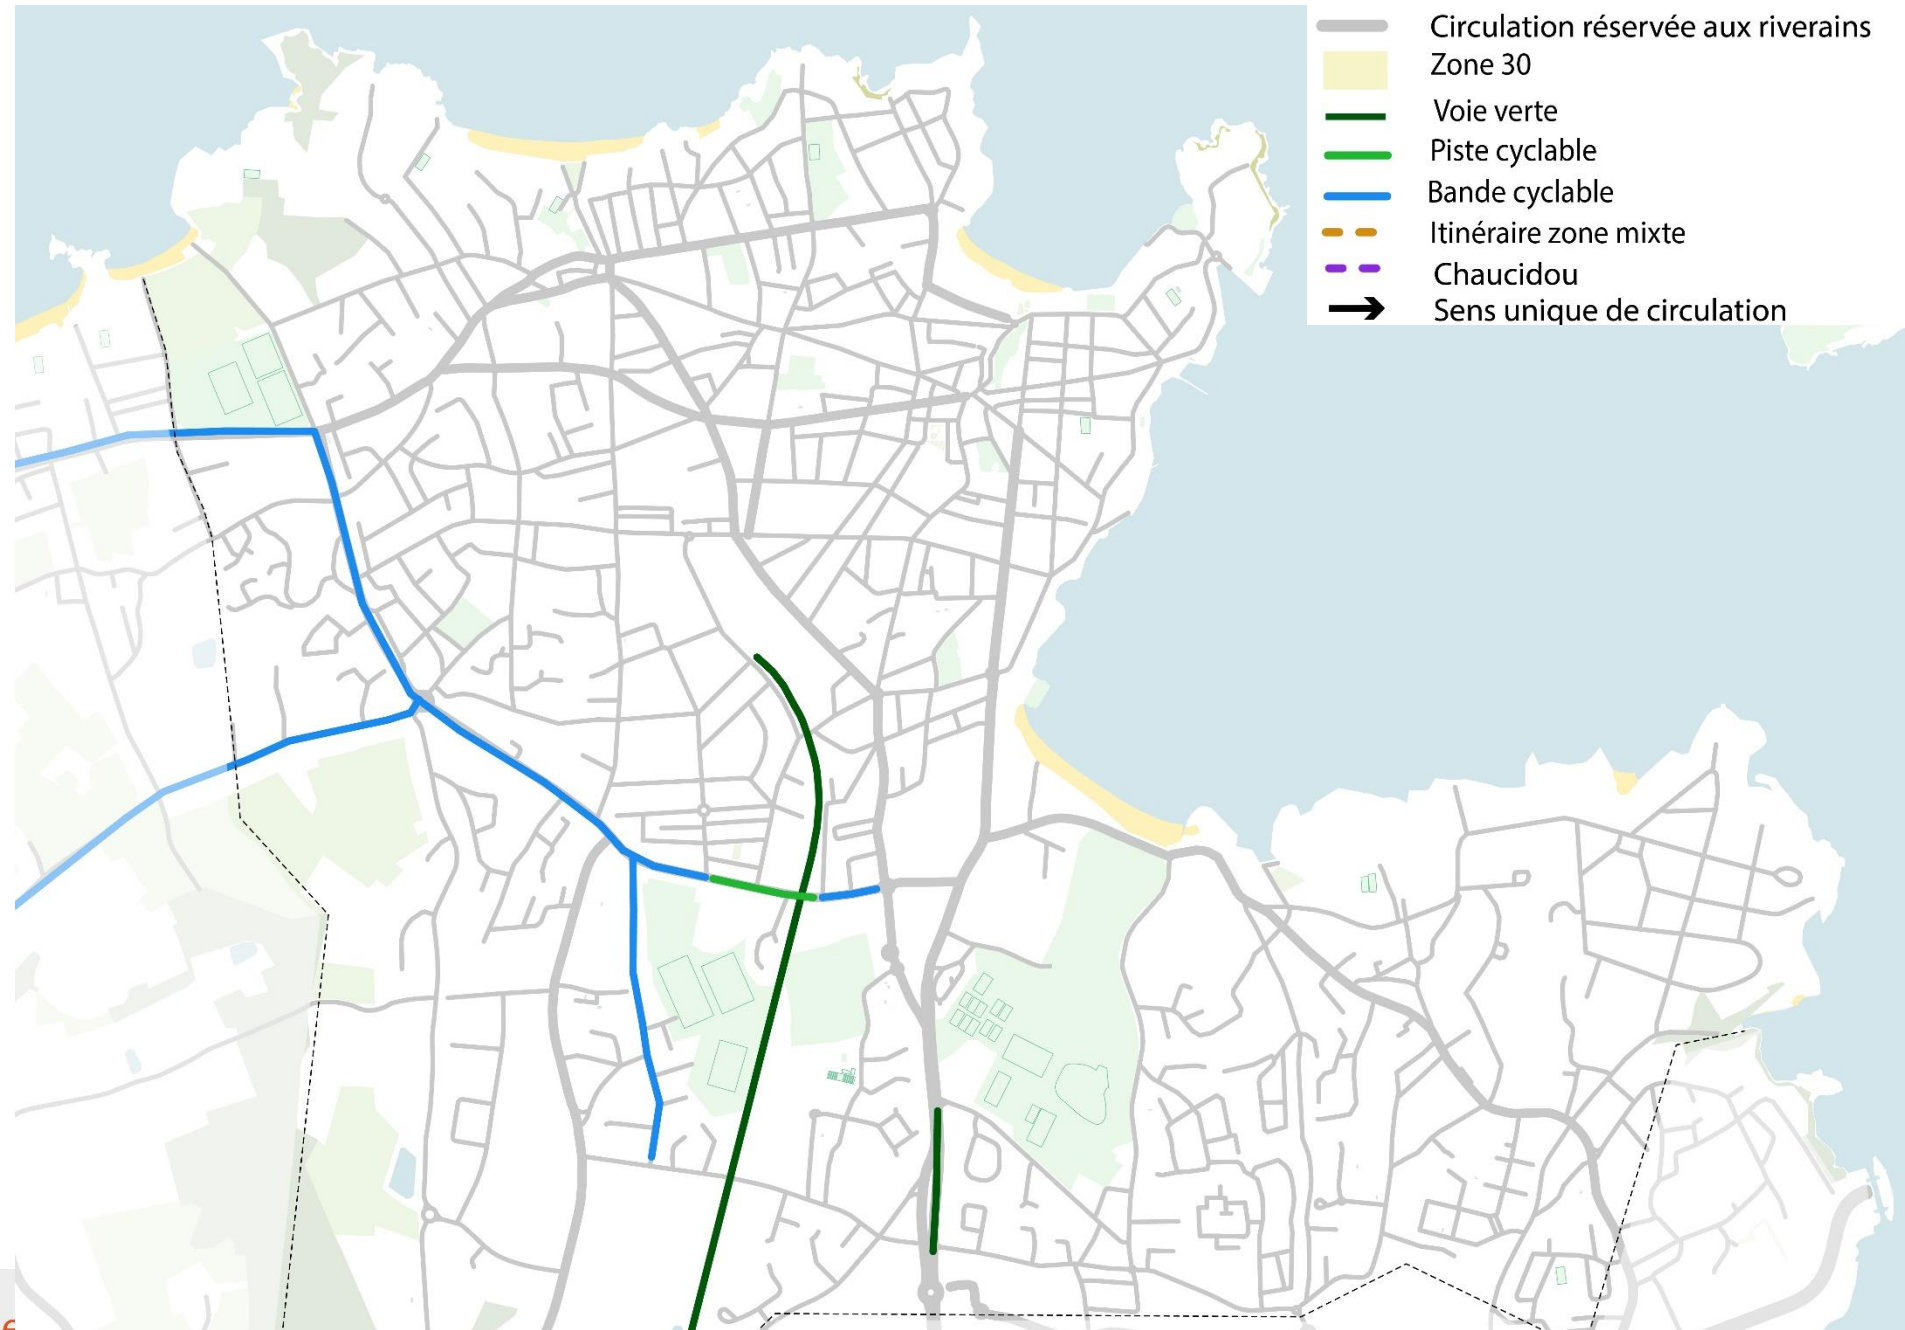 Circulation réservée aux riverains
Zone 30
Voie verte
Piste cyclable
Bande cyclable
Itinéraire zone mixte
Chaucidou
Sens unique de circulation